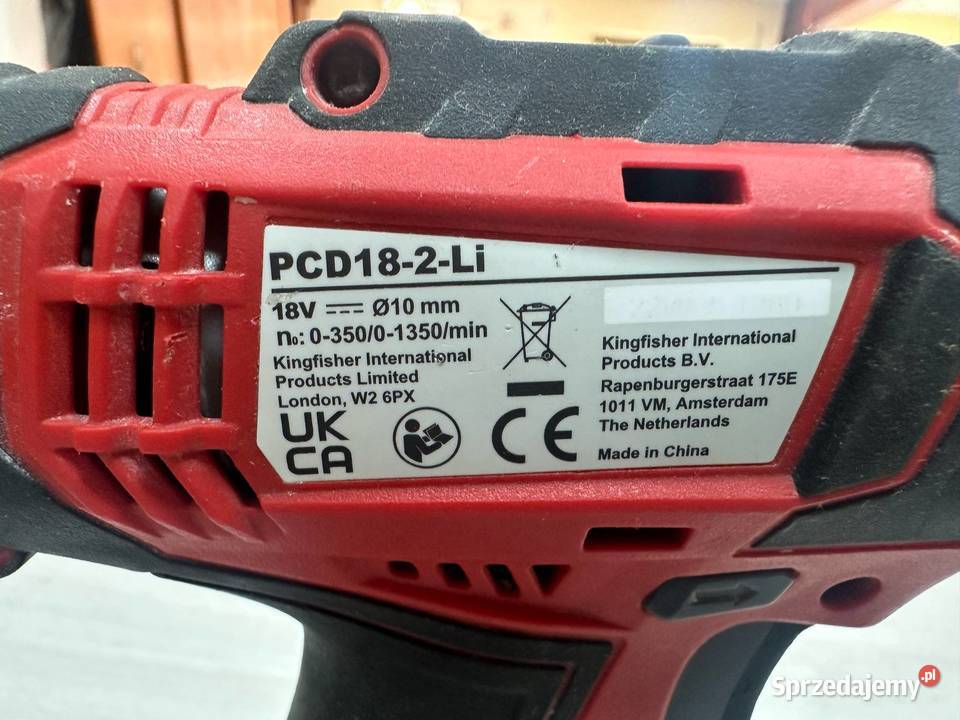 PCD18-2-Li
18V Ø10 mm
n₀: 0-350/0-1350/min
Kingfisher International
Products Limited
London, W2 6PX
UK
CA
CE
Kingfisher International
Products B.V.
Rapenburgerstraat 175E
1011 VM, Amsterdam
The Netherlands
Made in China
Sprzedajemy.pl